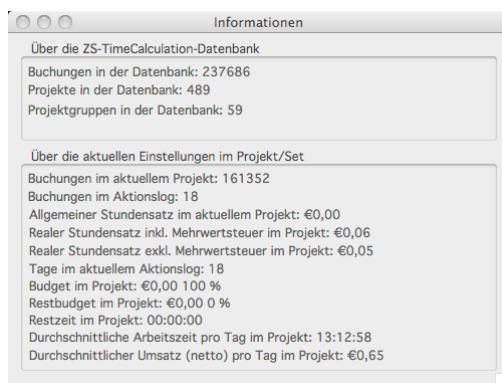 Informationen
Über die ZS-TimeCalculation-Datenbank
Buchungen in der Datenbank: 237686
Projekte in der Datenbank: 489
Projektgruppen in der Datenbank: 59
Über die aktuellen Einstellungen im Projekt/Set
Buchungen im aktuellem Projekt: 161352
Buchungen im Aktionslog: 18
Allgemeiner Stundensatz im aktuellem Projekt: €0,00
Realer Stundensatz inkl. Mehrwertsteuer im Projekt: €0,06
Realer Stundensatz exkl. Mehrwertsteuer im Projekt: €0,05
Tage im aktuellem Aktionslog: 18
Budget im Projekt: €0,00 100 %
Restbudget im Projekt: €0,00 0 %
Restzeit im Projekt: 00:00:00
Durchschnittliche Arbeitszeit pro Tag im Projekt: 13:12:58
Durchschnittlicher Umsatz (netto) pro Tag im Projekt: €0,65